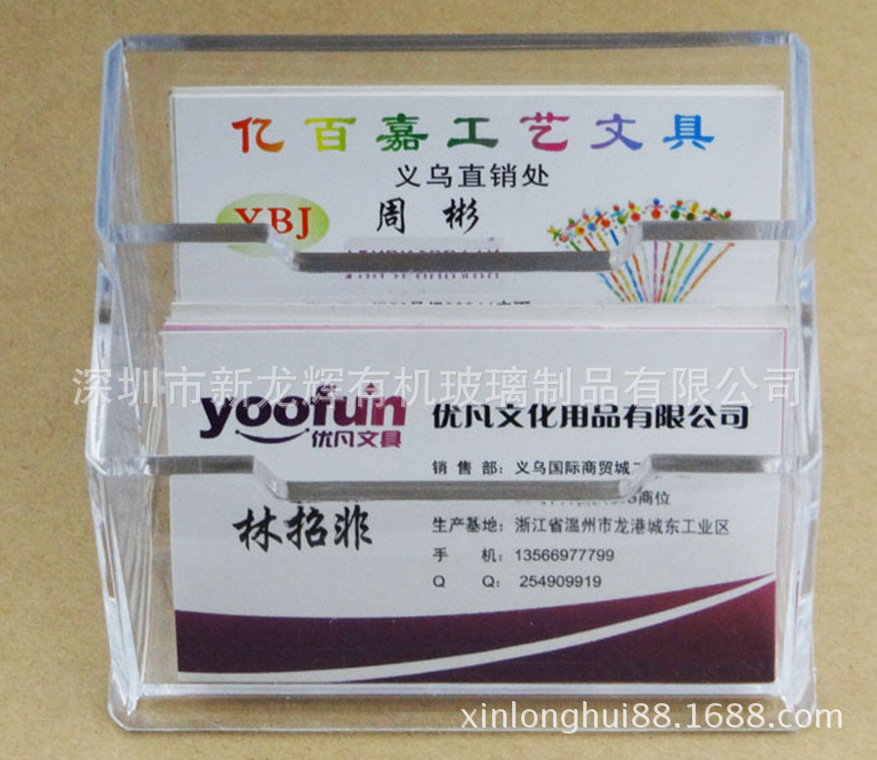 亿百嘉工艺文具
义乌直销处
YBJ
周 彬
深圳市新龙辉有机玻璃制品有限公司
yoofun
优凡文具
优凡文化用品有限公司
销 售 部: 义乌国际商贸城
商位
林招非
生产基地: 浙江省温州市龙港城东工业区
手 机: 13566977799
Q Q: 254909919
xinlonghui88.1688.com